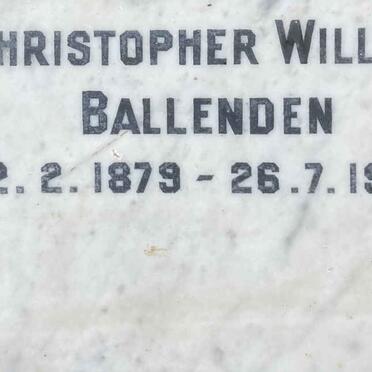 HRISTOPHER WILL
BALLENDEN
2.2.1879 - 26.7.19